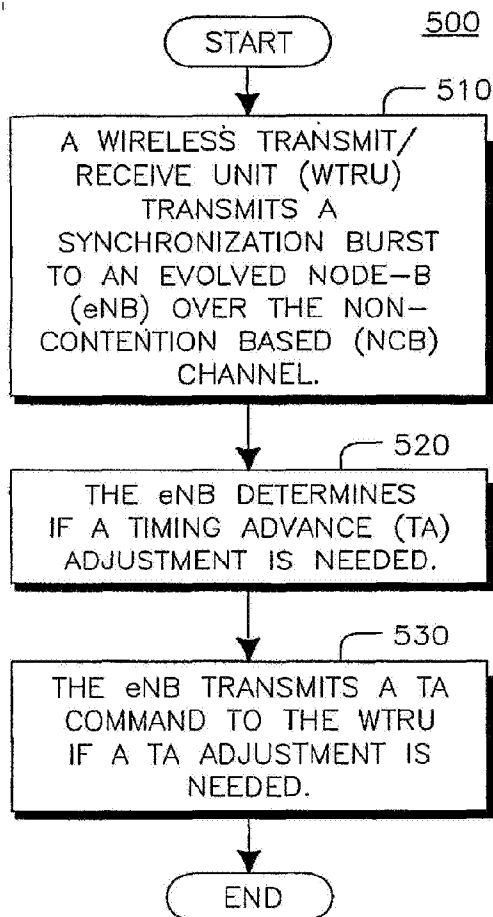 500
START
510
A WIRELESS TRANSMIT/
RECEIVE UNIT (WTRU)
TRANSMITS A
SYNCHRONIZATION BURST
TO AN EVOLVED NODE-B
(eNB) OVER THE NON-
CONTENTION BASED (NCB)
CHANNEL.
520
THE eNB DETERMINES
IF A TIMING ADVANCE (TA)
ADJUSTMENT IS NEEDED.
530
THE eNB TRANSMITS A TA
COMMAND TO THE WTRU
IF A TA ADJUSTMENT IS
NEEDED.
END